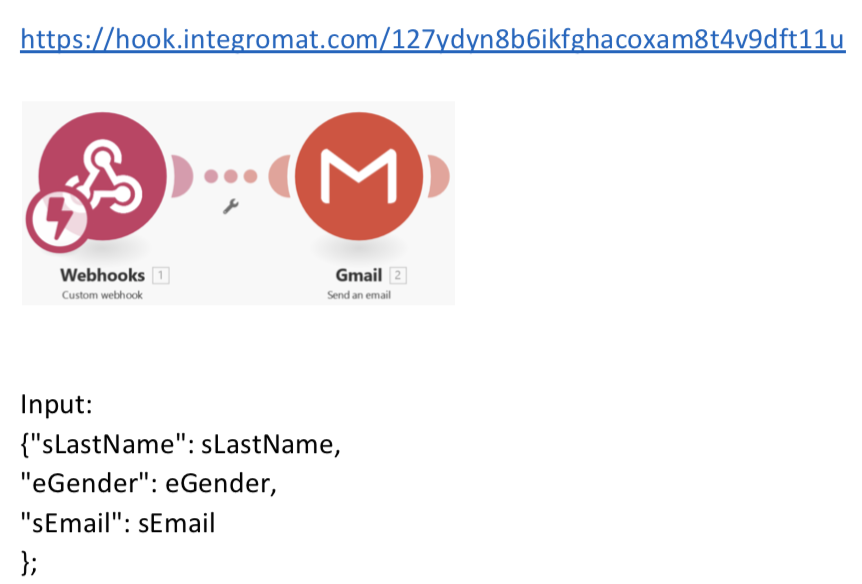 https://hook.integromat.com/127ydyn8b6ikfghacoxam8t4v9dft11u
Webhooks 1
Custom webhook
Gmail 2
Send an email
Input:
{"sLastName": sLastName,
"eGender": eGender,
"sEmail": sEmail
};